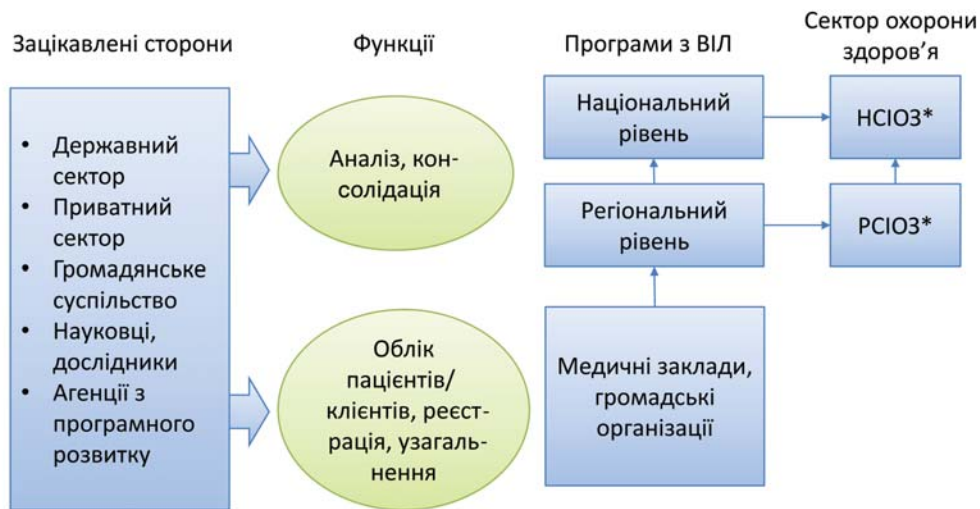 Зацікавлені сторони
Функції
Програми з ВІЛ
Сектор охорони
здоров’я
• Державний
сектор
• Приватний
сектор
• Громадянське
суспільство
• Науковці,
дослідники
• Агенції з
програмного
розвитку
Аналіз, кон-
солідація
Облік
пацієнтів/
клієнтів, реєст-
рація, узагаль-
нення
Національний
рівень
Регіональний
рівень
Медичні заклади,
громадські
організації
НСІОЗ*
РСІОЗ*